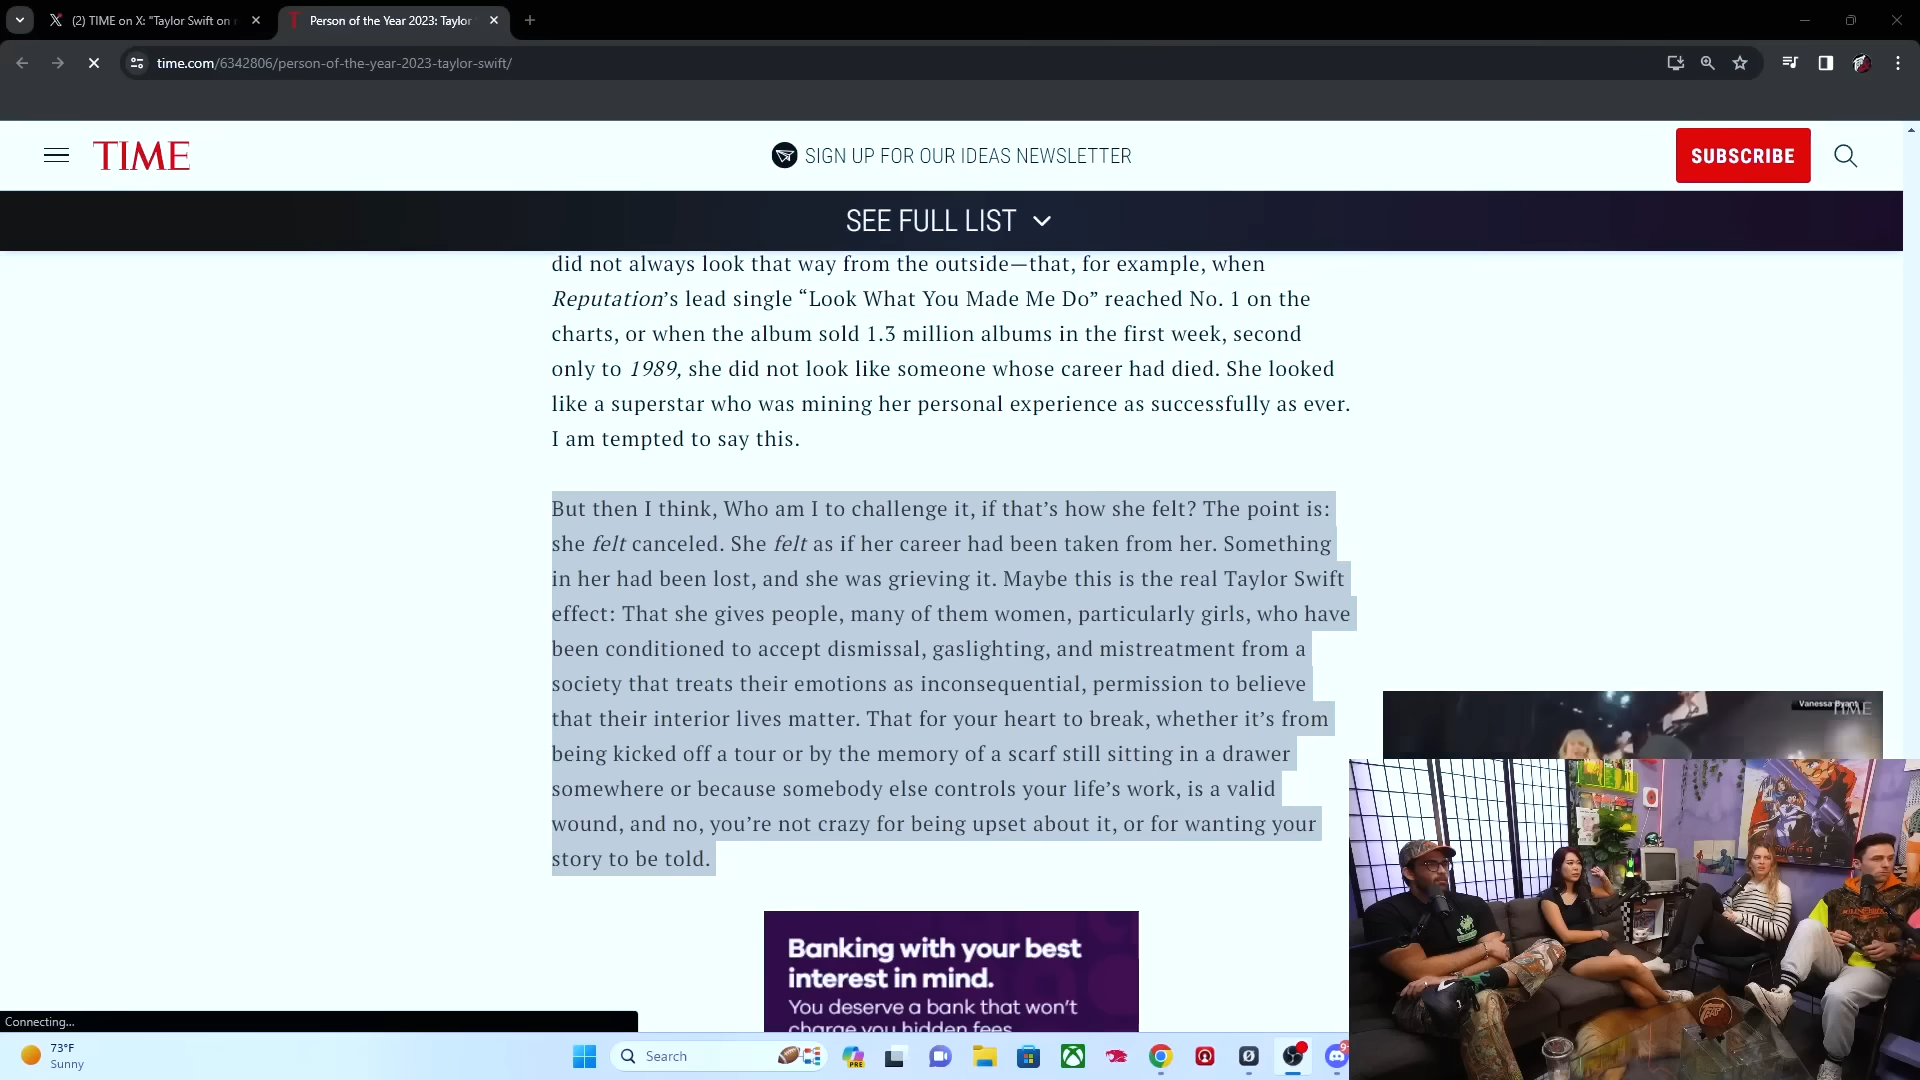 (2) TIME on X: "Taylor Swift on
Person of the Year 2023: Taylor
time.com/6342806/person-of-the-year-2023-taylor-swift/
TIME
SIGN UP FOR OUR IDEAS NEWSLETTER
SUBSCRIBE
SEE FULL LIST
did not always look that way from the outside—that, for example, when
Reputation’s lead single “Look What You Made Me Do” reached No. 1 on the
charts, or when the album sold 1.3 million albums in the first week, second
only to 1989, she did not look like someone whose career had died. She looked
like a superstar who was mining her personal experience as successfully as ever.
I am tempted to say this.
But then I think, Who am I to challenge it, if that’s how she felt? The point is:
she felt canceled. She felt as if her career had been taken from her. Something
in her had been lost, and she was grieving it. Maybe this is the real Taylor Swift
effect: That she gives people, many of them women, particularly girls, who have
been conditioned to accept dismissal, gaslighting, and mistreatment from a
society that treats their emotions as inconsequential, permission to believe
that their interior lives matter. That for your heart to break, whether it’s from
being kicked off a tour or by the memory of a scarf still sitting in a drawer
somewhere or because somebody else controls your life’s work, is a valid
wound, and no, you’re not crazy for being upset about it, or for wanting your
story to be told.
Vanessa Bryant
TIME
Banking with your best
interest in mind.
You deserve a bank that won’t
charge you hidden fees
Connecting...
73°F
Sunny
Search
PRE